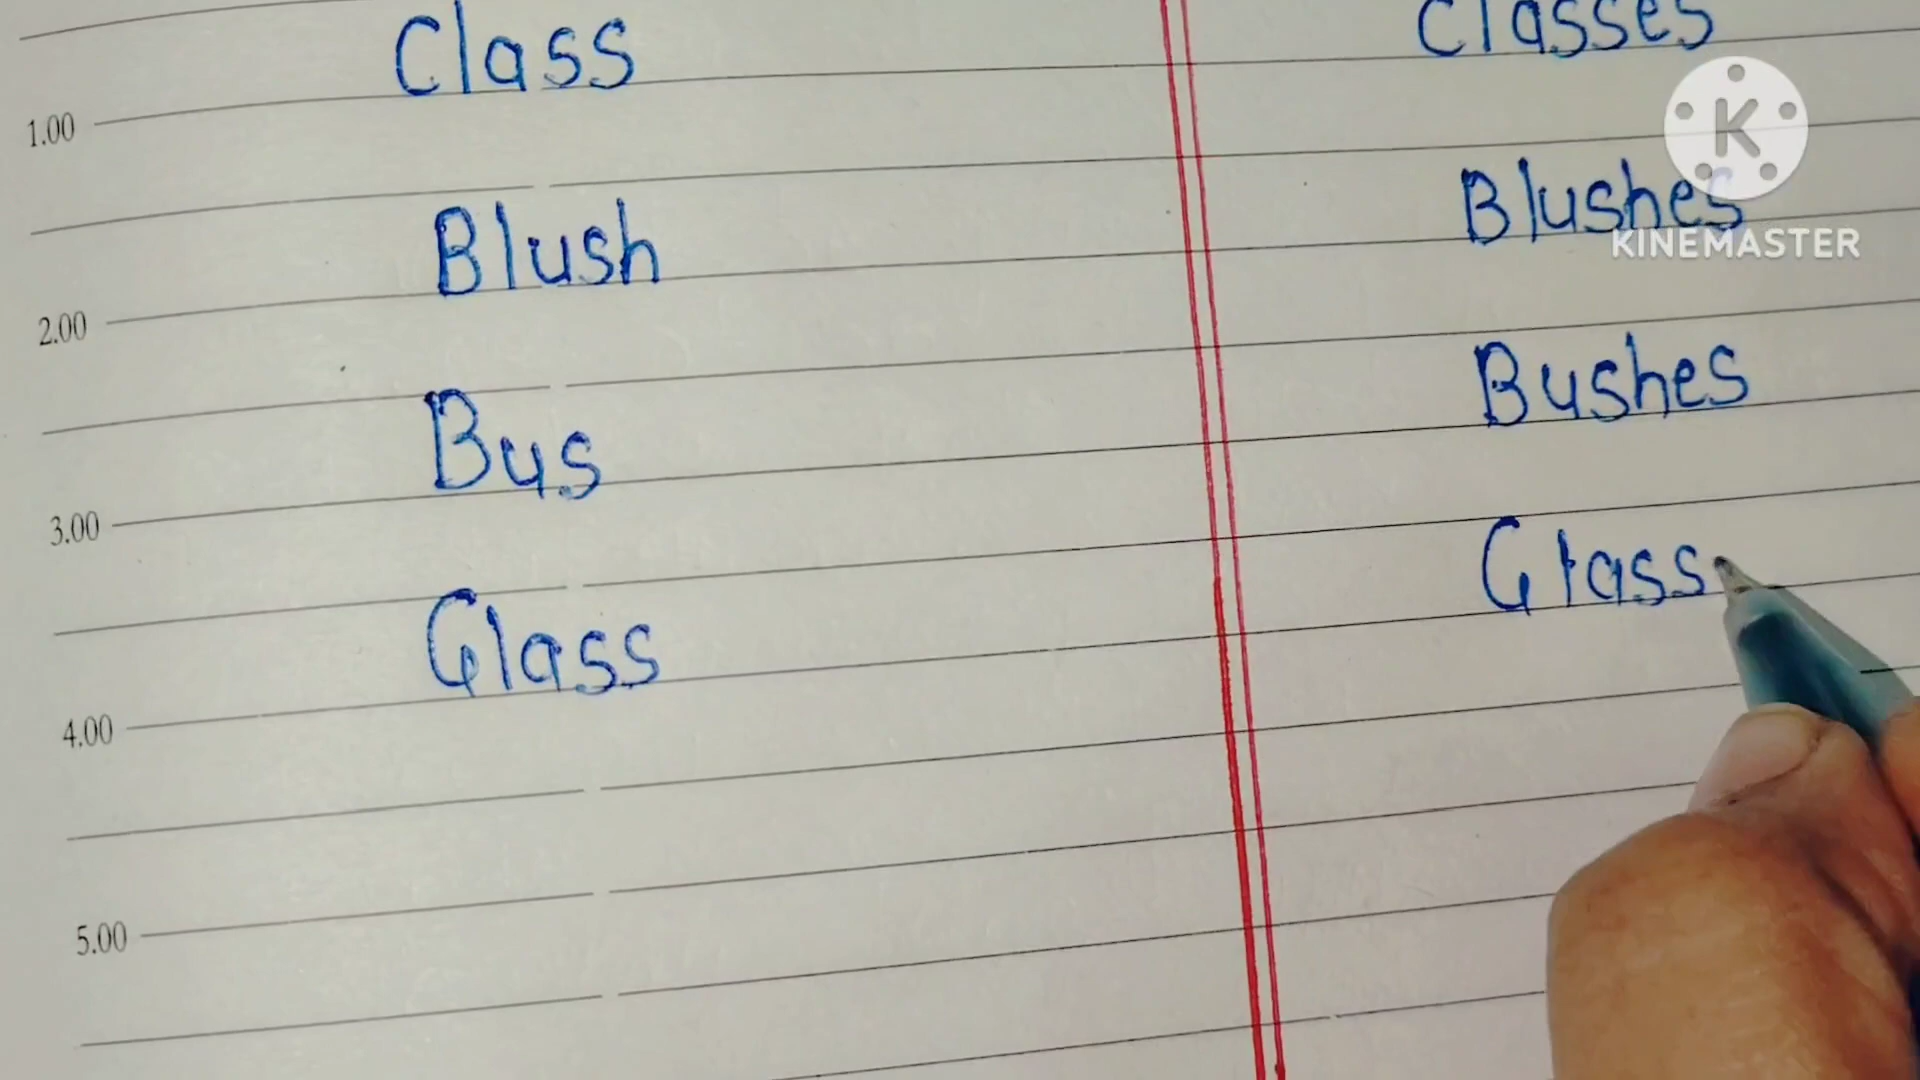 Class Classes
1.00
Blush Blushes
KINEMASTER
2.00
Bus Bushes
3.00
Glass Glass
4.00
5.00